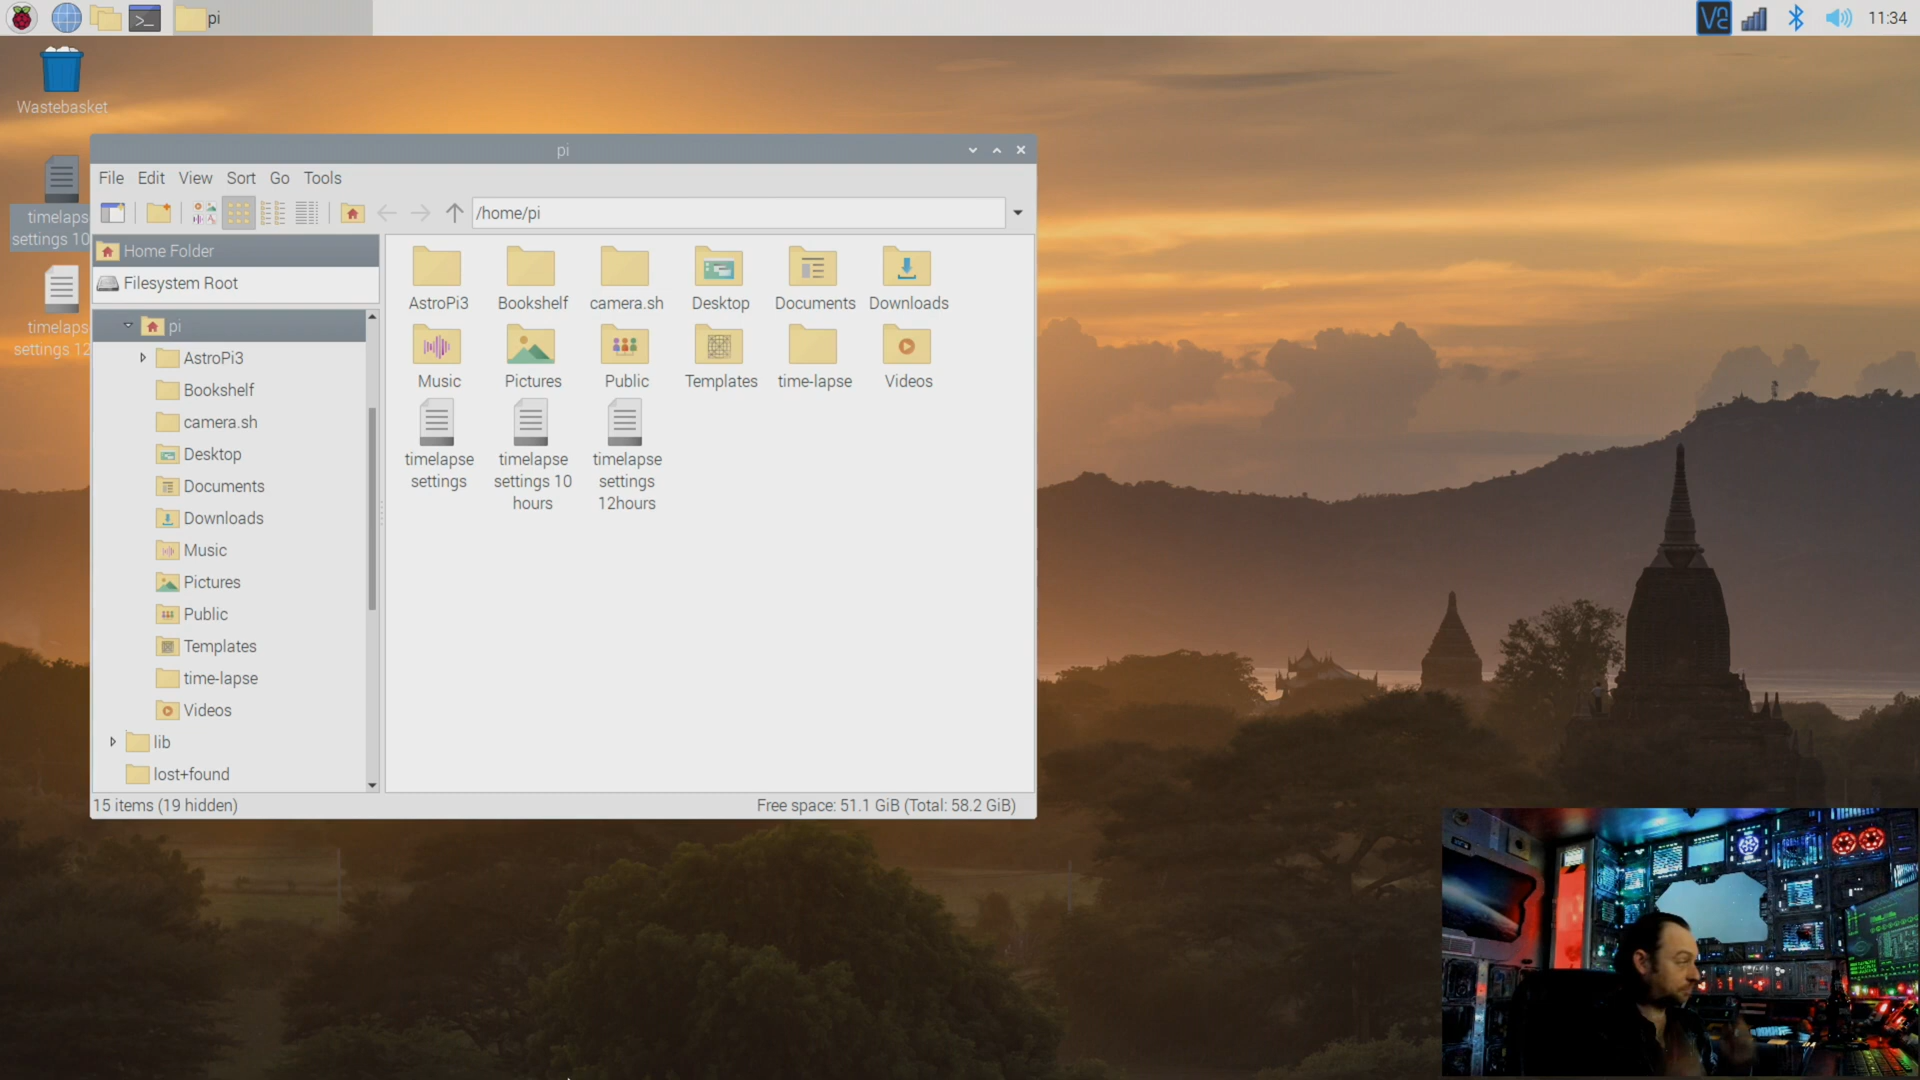 pi
11:34
Wastebasket
timelaps
settings 10
timelaps
settings 12
pi
File Edit View Sort Go Tools
/home/pi
Home Folder
Filesystem Root
pi
AstroPi3
Bookshelf
camera.sh
Desktop
Documents
Downloads
Music
Pictures
Public
Templates
time-lapse
Videos
lib
lost+found
AstroPi3 Bookshelf camera.sh Desktop Documents Downloads
Music Pictures Public Templates time-lapse Videos
timelapse
settings
timelapse
settings 10
hours
timelapse
settings
12hours
15 items (19 hidden)
Free space: 51.1 GiB (Total: 58.2 GiB)